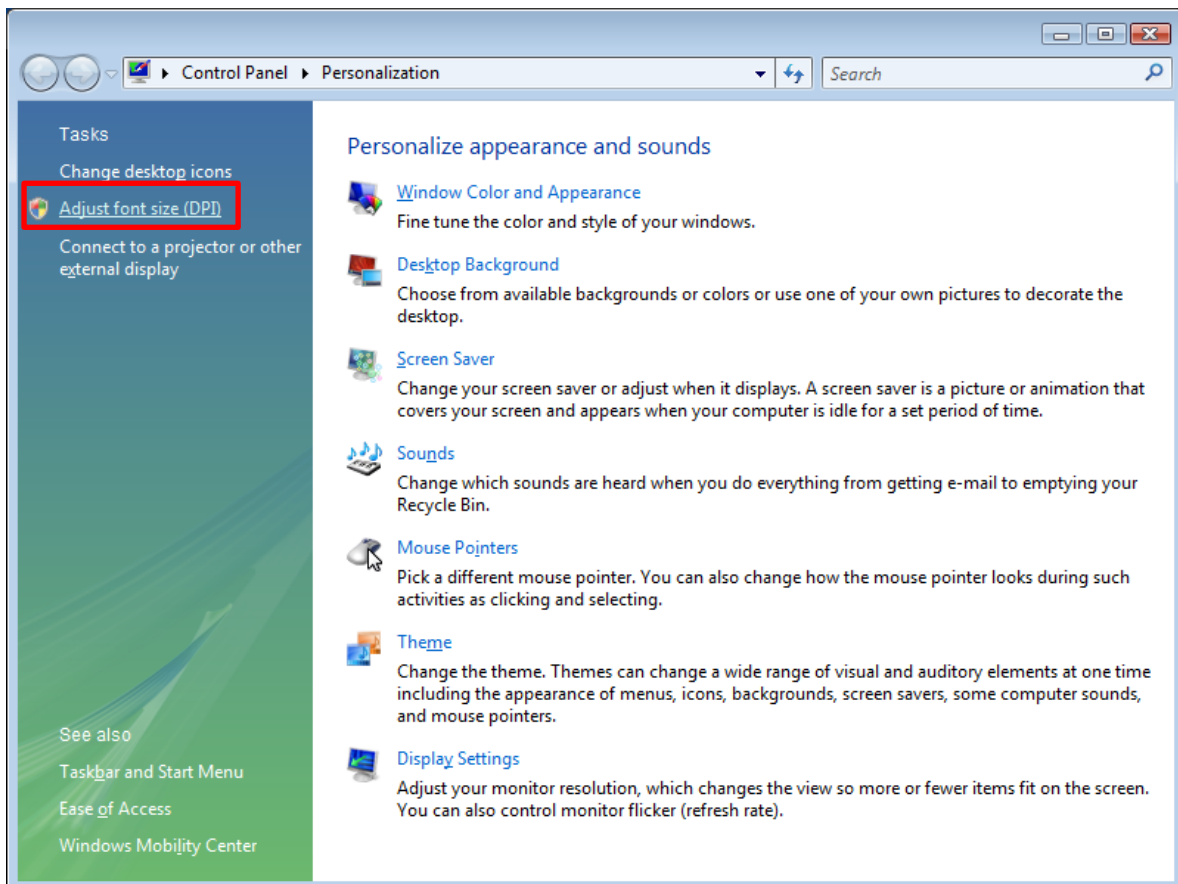 Control Panel Personalization
Search
Tasks
Change desktop icons
Adjust font size (DPI)
Connect to a projector or other
external display
See also
Taskbar and Start Menu
Ease of Access
Windows Mobility Center
Personalize appearance and sounds
Window Color and Appearance
Fine tune the color and style of your windows.
Desktop Background
Choose from available backgrounds or colors or use one of your own pictures to decorate the
desktop.
Screen Saver
Change your screen saver or adjust when it displays. A screen saver is a picture or animation that
covers your screen and appears when your computer is idle for a set period of time.
Sounds
Change which sounds are heard when you do everything from getting e-mail to emptying your
Recycle Bin.
Mouse Pointers
Pick a different mouse pointer. You can also change how the mouse pointer looks during such
activities as clicking and selecting.
Theme
Change the theme. Themes can change a wide range of visual and auditory elements at one time
including the appearance of menus, icons, backgrounds, screen savers, some computer sounds,
and mouse pointers.
Display Settings
Adjust your monitor resolution, which changes the view so more or fewer items fit on the screen.
You can also control monitor flicker (refresh rate).